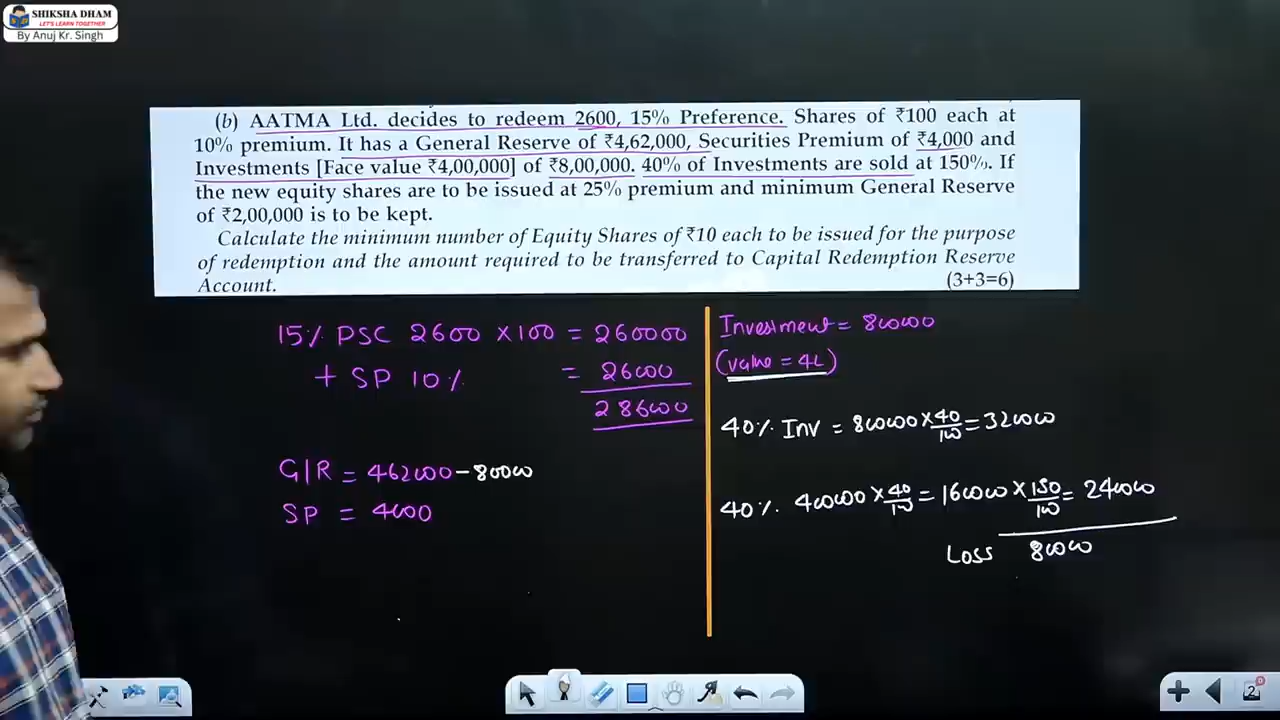 SHIKSHA DHAM
LET'S LEARN TOGETHER
By Anuj Kr. Singh
(b) AATMA Ltd. decides to redeem 2600, 15% Preference. Shares of ₹100 each at
10% premium. It has a General Reserve of ₹4,62,000, Securities Premium of ₹4,000 and
Investments [Face value ₹4,00,000] of ₹8,00,000. 40% of Investments are sold at 150%. If
the new equity shares are to be issued at 25% premium and minimum General Reserve
of ₹2,00,000 is to be kept.
Calculate the minimum number of Equity Shares of ₹10 each to be issued for the purpose
of redemption and the amount required to be transferred to Capital Redemption Reserve
Account. (3+3=6)
15% PSC 2600 × 100 = 260000
+ SP 10% = 26000
286000
G/R = 462000 - 80000
SP = 4000
Investment = 800000
(value = 4L)
40% Inv = 800000 × 40/100 = 320000
40% 400000 × 40/100 = 160000 × 150/100 = 240000
Loss 80000
2